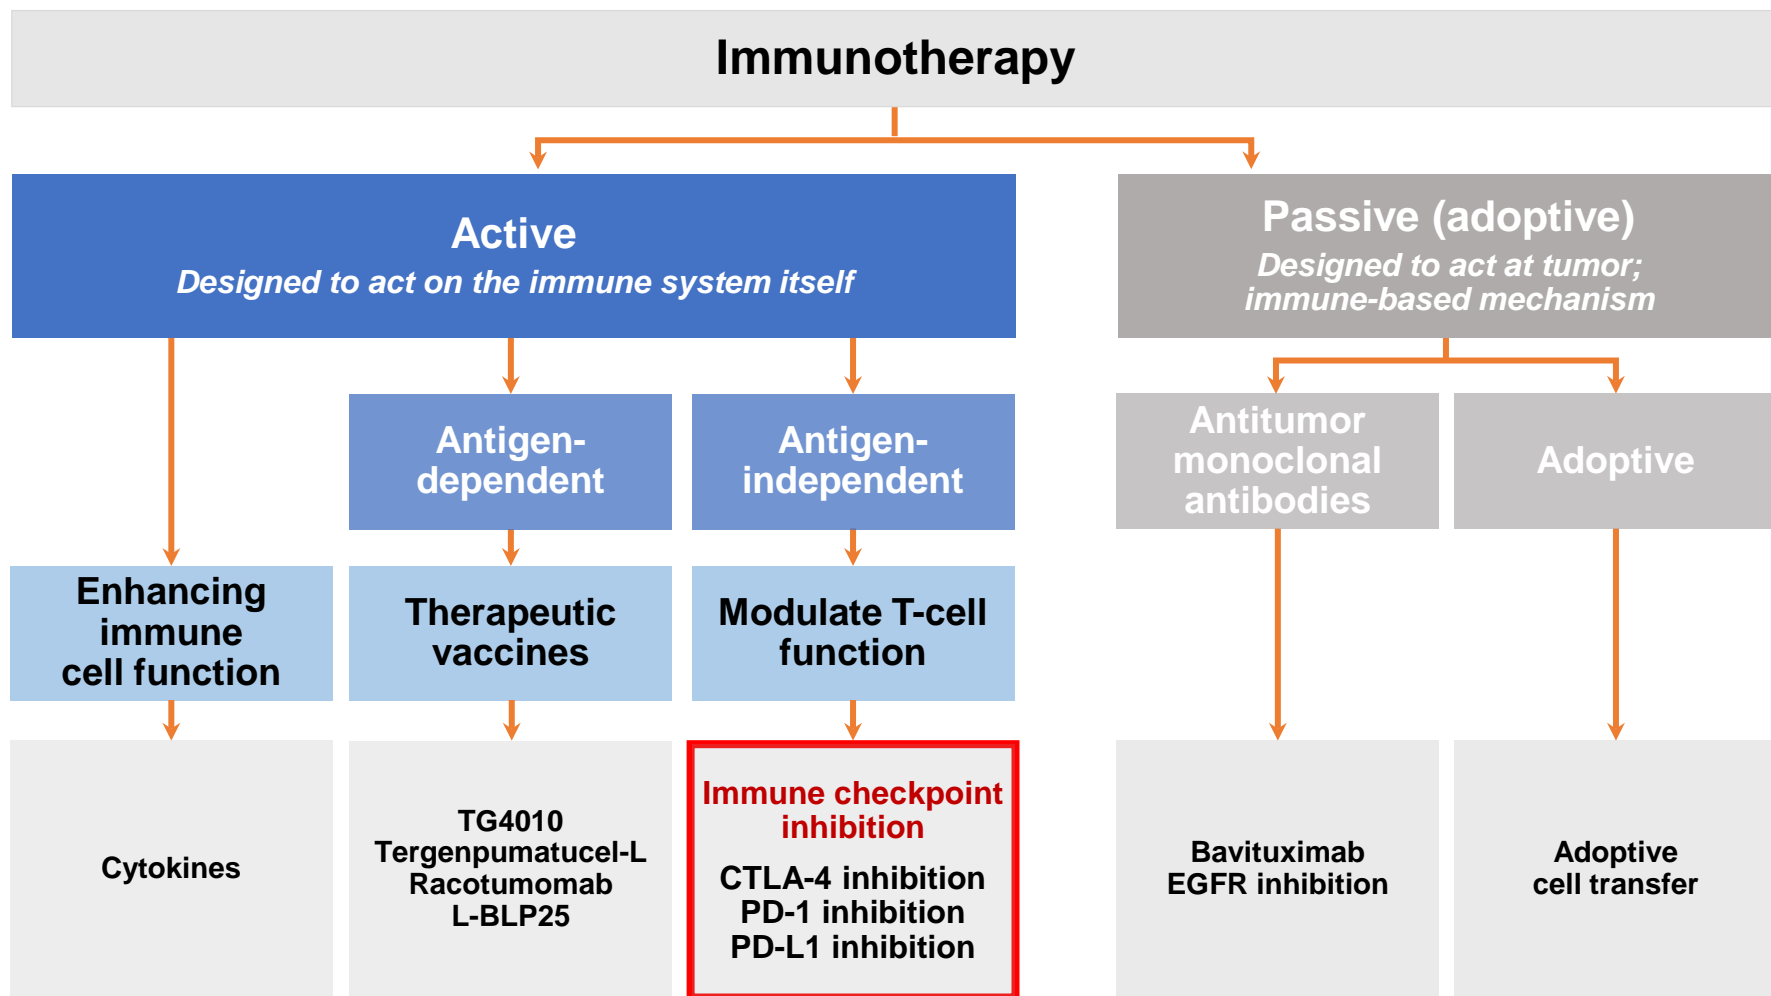 Immunotherapy
Active
Designed to act on the immune system itself
Passive (adoptive)
Designed to act at tumor;
immune-based mechanism
Antigen-
dependent
Antigen-
independent
Antitumor
monoclonal
antibodies
Adoptive
Enhancing
immune
cell function
Therapeutic
vaccines
Modulate T-cell
function
Cytokines
TG4010
Tergenpumatucel-L
Racotumomab
L-BLP25
Immune checkpoint
inhibition
CTLA-4 inhibition
PD-1 inhibition
PD-L1 inhibition
Bavituximab
EGFR inhibition
Adoptive
cell transfer